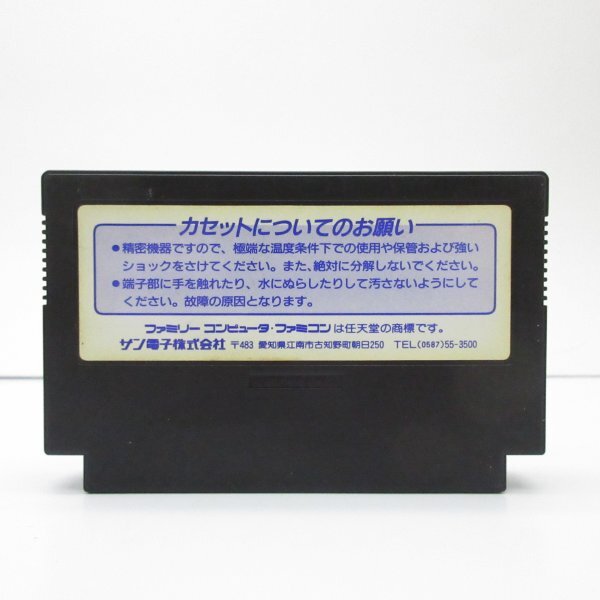 カセットについてのお願い
●精密機器ですので、極端な温度条件下での使用や保管および強い
ショックをさけてください。また、絶対に分解しないでください。
●端子部に手を触れたり、水にぬらしたりして汚さないようにして
ください。故障の原因となります。
ファミリー コンピュータ・ファミコンは任天堂の商標です。
サン電子株式会社 〒483 愛知県江南市古知野町朝日250 TEL(0587)55-3500